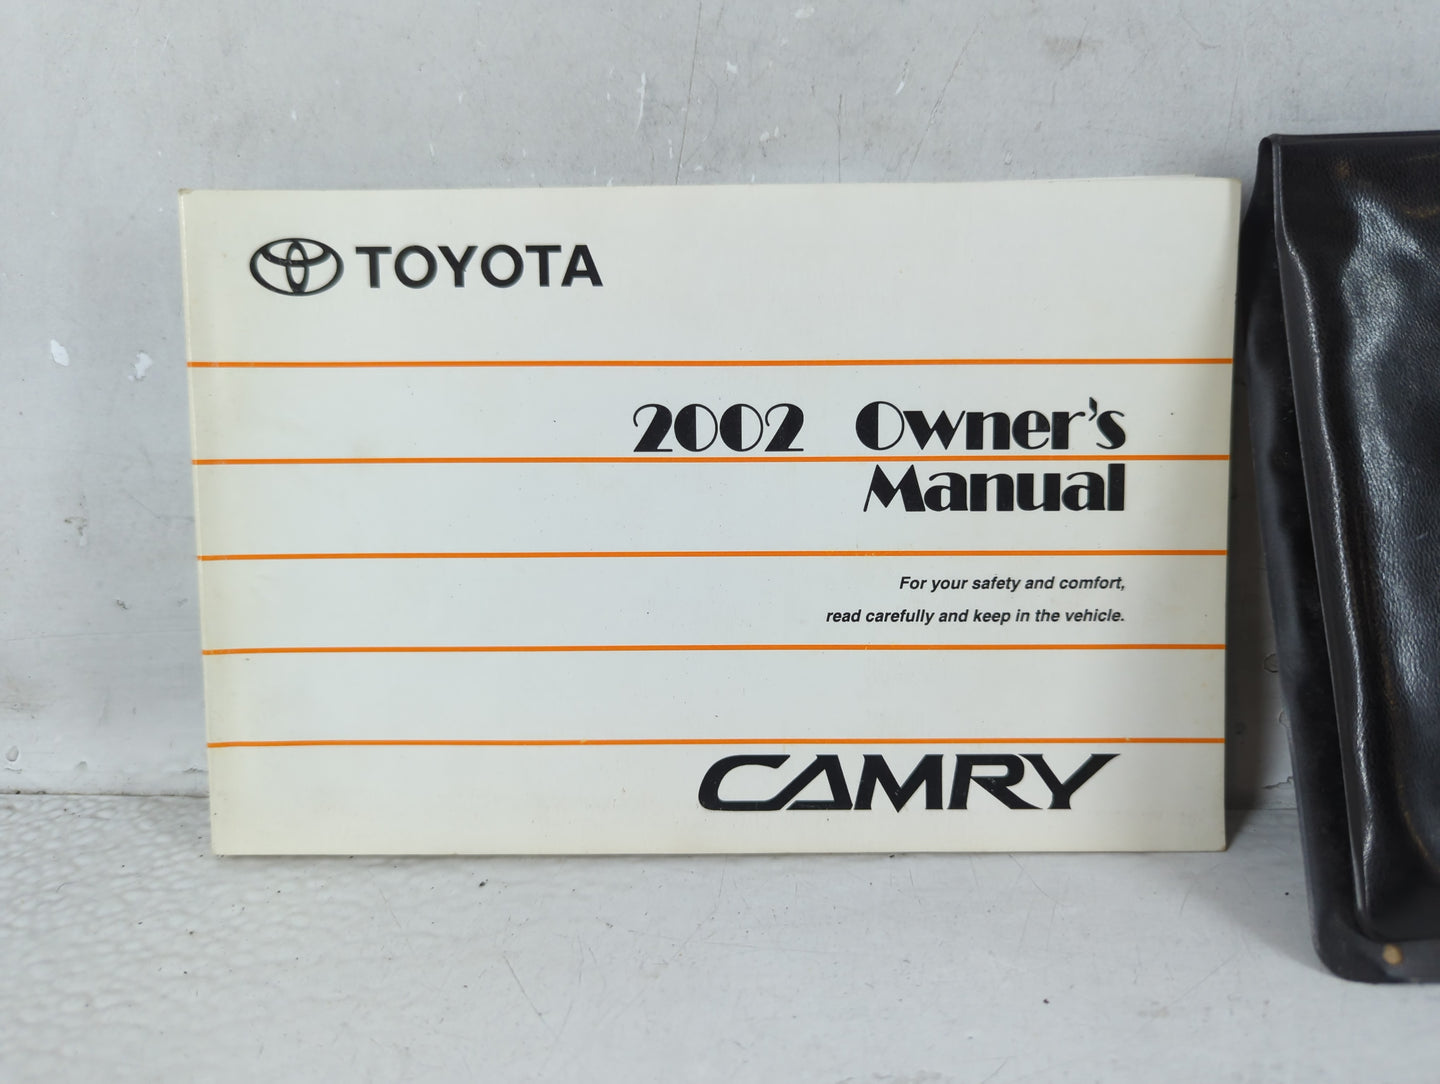 TOYOTA
2002 Owner's
Manual
For your safety and comfort,
read carefully and keep in the vehicle.
CAMRY